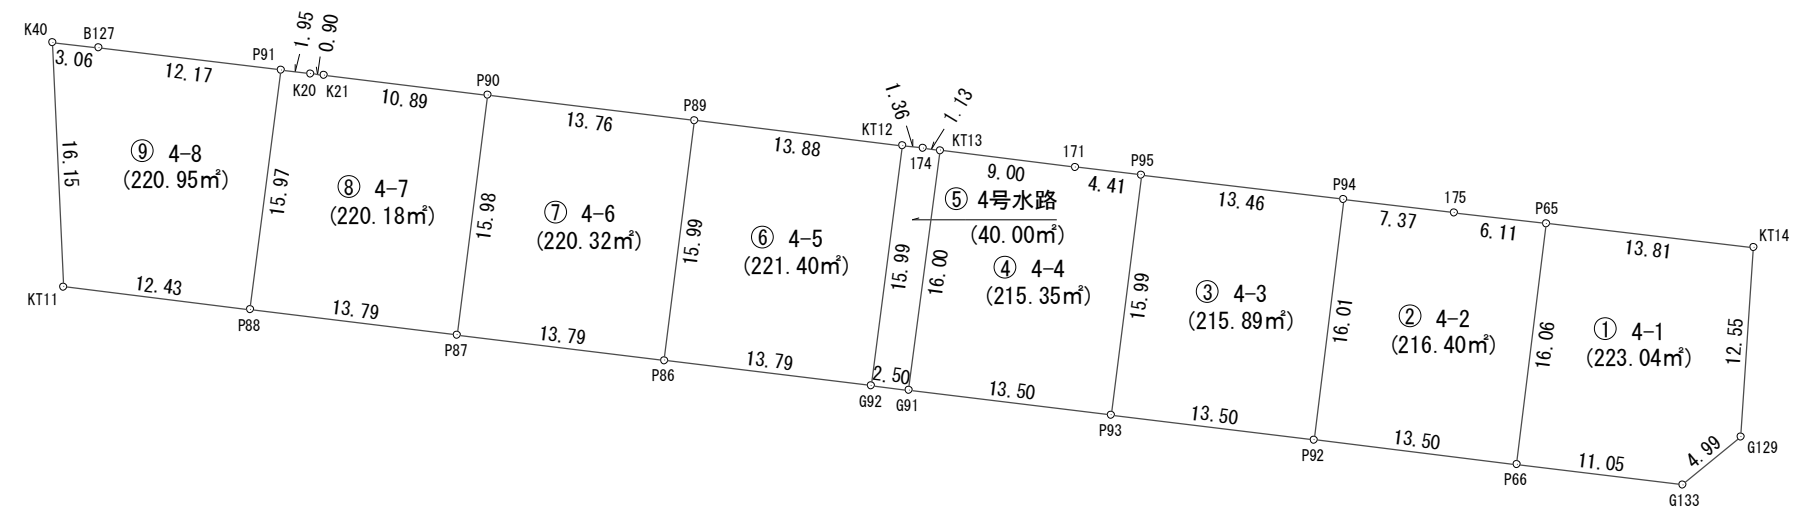 K40
B127
3.06
12.17
P91
1.95
0.90
K20
K21
10.89
P90
13.76
P89
13.88
KT12
1.36
174
1.13
KT13
9.00
171
4.41
P95
13.46
P94
7.37
175
6.11
P65
13.81
KT14
16.15
⑨ 4-8
(220.95㎡)
15.97
⑧ 4-7
(220.18㎡)
15.98
⑦ 4-6
(220.32㎡)
15.99
⑥ 4-5
(221.40㎡)
15.99
⑤ 4号水路
(40.00㎡)
16.00
④ 4-4
(215.35㎡)
15.99
③ 4-3
(215.89㎡)
16.01
② 4-2
(216.40㎡)
16.06
① 4-1
(223.04㎡)
12.55
KT11
12.43
P88
13.79
P87
13.79
P86
13.79
G92
2.50
G91
13.50
P93
13.50
P92
13.50
P66
11.05
G133
4.99
G129